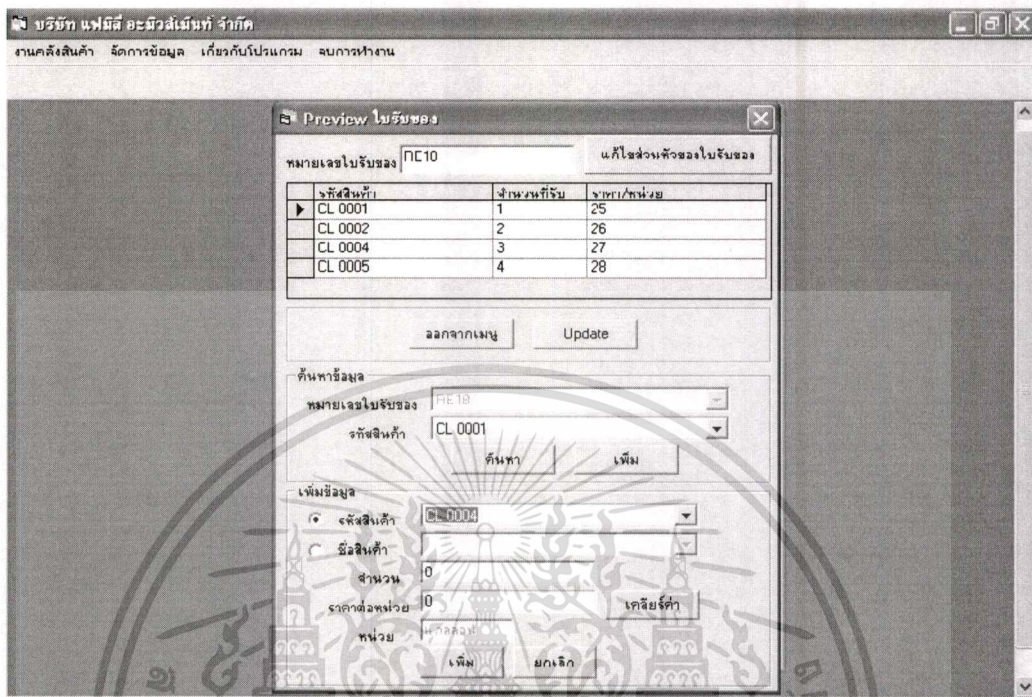 บริษัท แฟมิลี่ อะมิวส์เม้นท์ จำกัด
งานคลังสินค้า จัดการข้อมูล เกี่ยวกับโปรแกรม จบการทำงาน
Preview ใบรับของ
หมายเลขใบรับของ RE10 แก้ไขส่วนหัวของใบรับของ
รหัสสินค้า จำนวนที่รับ ราคา/หน่วย
CL 0001 1 25
CL 0002 2 26
CL 0004 3 27
CL 0005 4 28
ออกจากเมนู Update
ค้นหาข้อมูล
หมายเลขใบรับของ RE10
รหัสสินค้า CL 0001
ค้นหา เพิ่ม
เพิ่มข้อมูล
รหัสสินค้า CL 0004
ชื่อสินค้า
จำนวน 0
ราคาต่อหน่วย 0 เคลียร์ค่า
หน่วย
เพิ่ม ยกเลิก